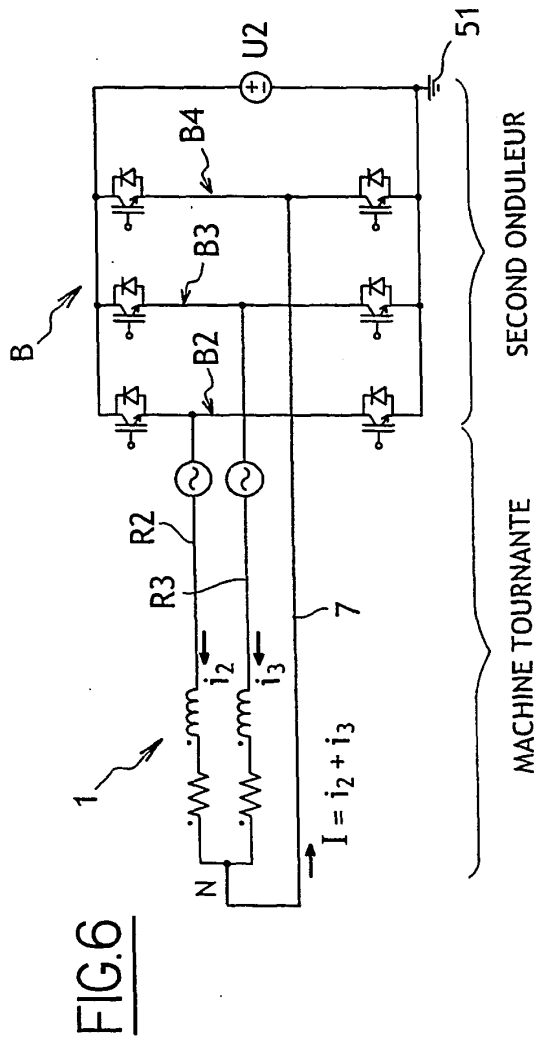 FIG.6
B
1
R2
R3
B2
B3
B4
U2
i2
i3
N
7
I = i2 + i3
51
MACHINE TOURNANTE
SECOND ONDULEUR